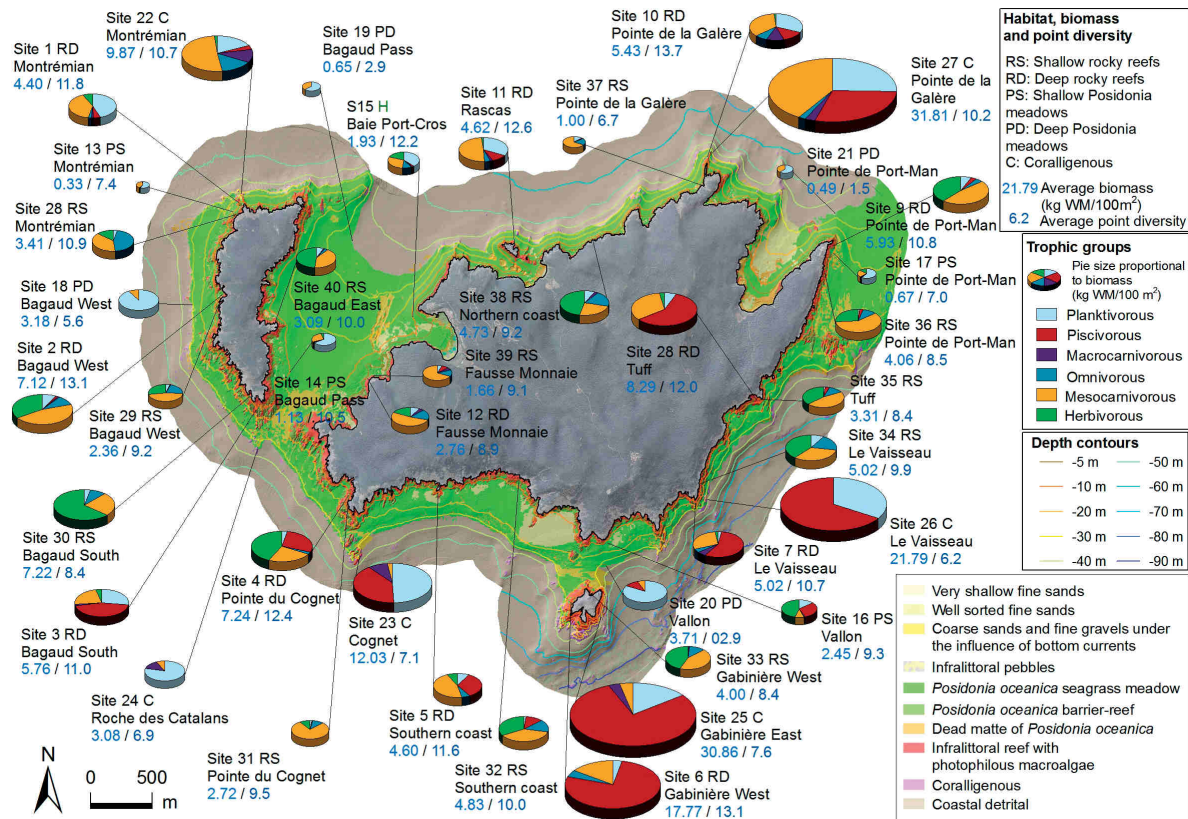 Site 22 C
Montrémian
9.87 / 10.7
Site 1 RD
Montrémian
4.40 / 11.8
Site 19 PD
Bagaud Pass
0.65 / 2.9
Site 10 RD
Pointe de la Galère
5.43 / 13.7
Site 37 RS
Pointe de la Galère
1.00 / 6.7
Site 11 RD
Rascas
4.62 / 12.6
S15 H
Baie Port-Cros
1.93 / 12.2
Site 27 C
Pointe de la
Galère
31.81 / 10.2
Site 13 PS
Montrémian
0.33 / 7.4
Site 21 PD
Pointe de Port-Man
0.49 / 1.5
Site 28 RS
Montrémian
3.41 / 10.9
Site 9 RD
Pointe de Port-Man
5.93 / 10.8
Site 17 PS
Pointe de Port-Man
0.67 / 7.0
Site 18 PD
Bagaud West
3.18 / 5.6
Site 40 RS
Bagaud East
3.09 / 10.0
Site 38 RS
Northern coast
4.73 / 9.2
Site 36 RS
Pointe de Port-Man
4.06 / 8.5
Site 2 RD
Bagaud West
7.12 / 13.1
Site 39 RS
Fausse Monnaie
1.66 / 9.1
Site 28 RD
Tuff
8.29 / 12.0
Site 14 PS
Bagaud Pass
1.13 / 10.5
Site 35 RS
Tuff
3.31 / 8.4
Site 29 RS
Bagaud West
2.36 / 9.2
Site 12 RD
Fausse Monnaie
2.76 / 8.9
Site 34 RS
Le Vaisseau
5.02 / 9.9
Site 30 RS
Bagaud South
7.22 / 8.4
Site 26 C
Le Vaisseau
21.79 / 6.2
Site 7 RD
Le Vaisseau
5.02 / 10.7
Site 4 RD
Pointe du Cognet
7.24 / 12.4
Site 23 C
Cognet
12.03 / 7.1
Site 20 PD
Vallon
3.71 / 02.9
Site 16 PS
Vallon
2.45 / 9.3
Site 3 RD
Bagaud South
5.76 / 11.0
Site 33 RS
Gabinière West
4.00 / 8.4
Site 24 C
Roche des Catalans
3.08 / 6.9
Site 5 RD
Southern coast
4.60 / 11.6
Site 25 C
Gabinière East
30.86 / 7.6
Site 31 RS
Pointe du Cognet
2.72 / 9.5
Site 32 RS
Southern coast
4.83 / 10.0
Site 6 RD
Gabinière West
17.77 / 13.1
N
0 500
m
Habitat, biomass
and point diversity
RS: Shallow rocky reefs
RD: Deep rocky reefs
PS: Shallow Posidonia
meadows
PD: Deep Posidonia
meadows
C: Coralligenous
21.79 Average biomass
(kg WM/100m²)
6.2 Average point diversity
Trophic groups
Pie size proportional
to biomass
(kg WM/100 m²)
Planktivorous
Piscivorous
Macrocarnivorous
Omnivorous
Mesocarnivorous
Herbivorous
Depth contours
-5 m -50 m
-10 m -60 m
-20 m -70 m
-30 m -80 m
-40 m -90 m
Very shallow fine sands
Well sorted fine sands
Coarse sands and fine gravels under
the influence of bottom currents
Infralittoral pebbles
Posidonia oceanica seagrass meadow
Posidonia oceanica barrier-reef
Dead matte of Posidonia oceanica
Infralittoral reef with
photophilous macroalgae
Coralligenous
Coastal detrital